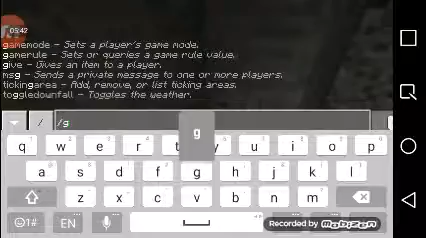 05:42
gamemode - Sets a player's game mode.
gamerule - Sets or queries a game rule value.
give - Gives an item to a player.
msg - Sends a private message to one or more players.
tickingarea - Add, remove, or list ticking areas.
toggledownfall - Toggles the weather.
/ /g
g
q w e r t y u i o p
a s d f g h j k l
z x c v b n m
1# EN
Recorded by mobizen